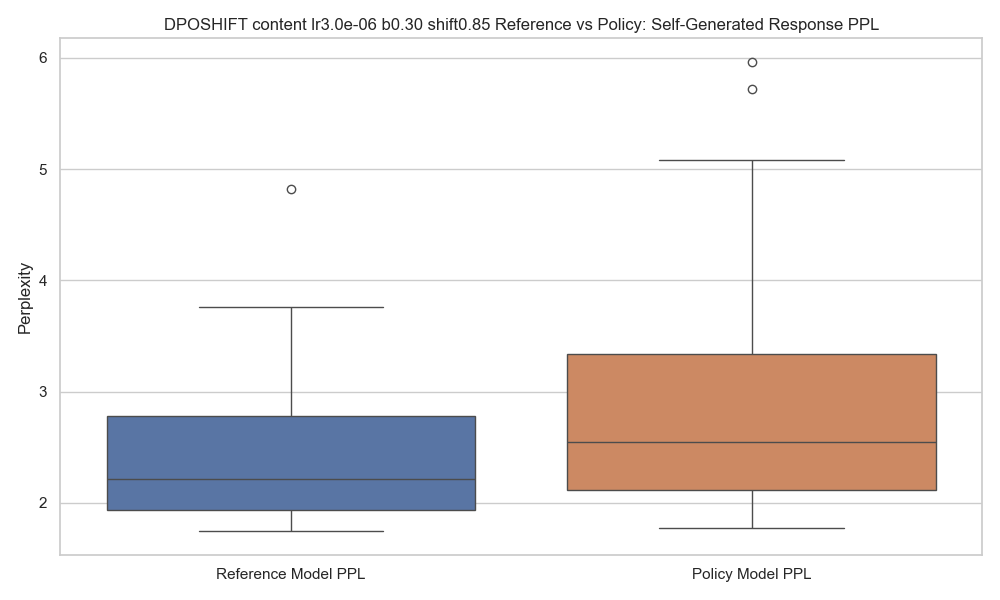 DPOSHIFT content lr3.0e-06 b0.30 shift0.85 Reference vs Policy: Self-Generated Response PPL
6
5
4
3
2
Perplexity
Reference Model PPL
Policy Model PPL